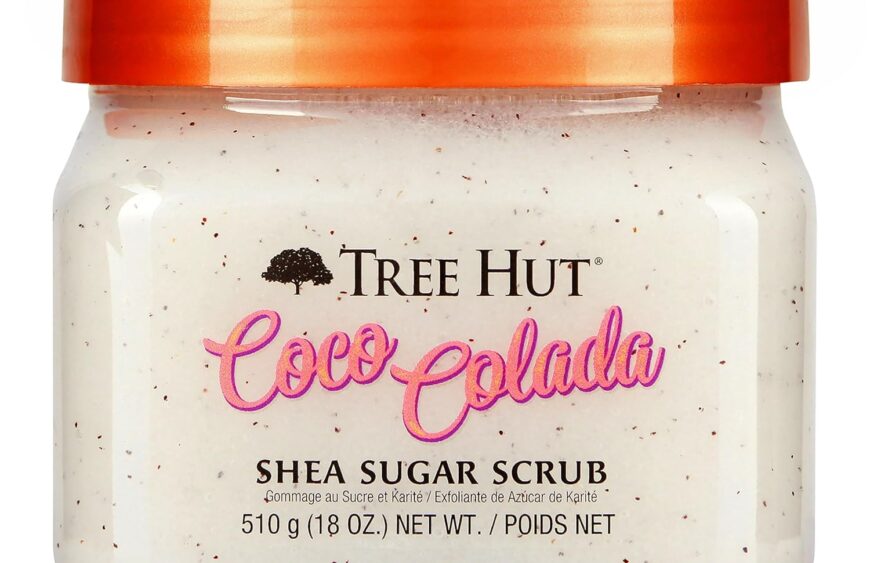 TREE HUT®
Coco Colada
SHEA SUGAR SCRUB
Gommage au Sucre et Karité / Exfoliante de Azúcar de Karité
510 g (18 OZ.) NET WT. / POIDS NET